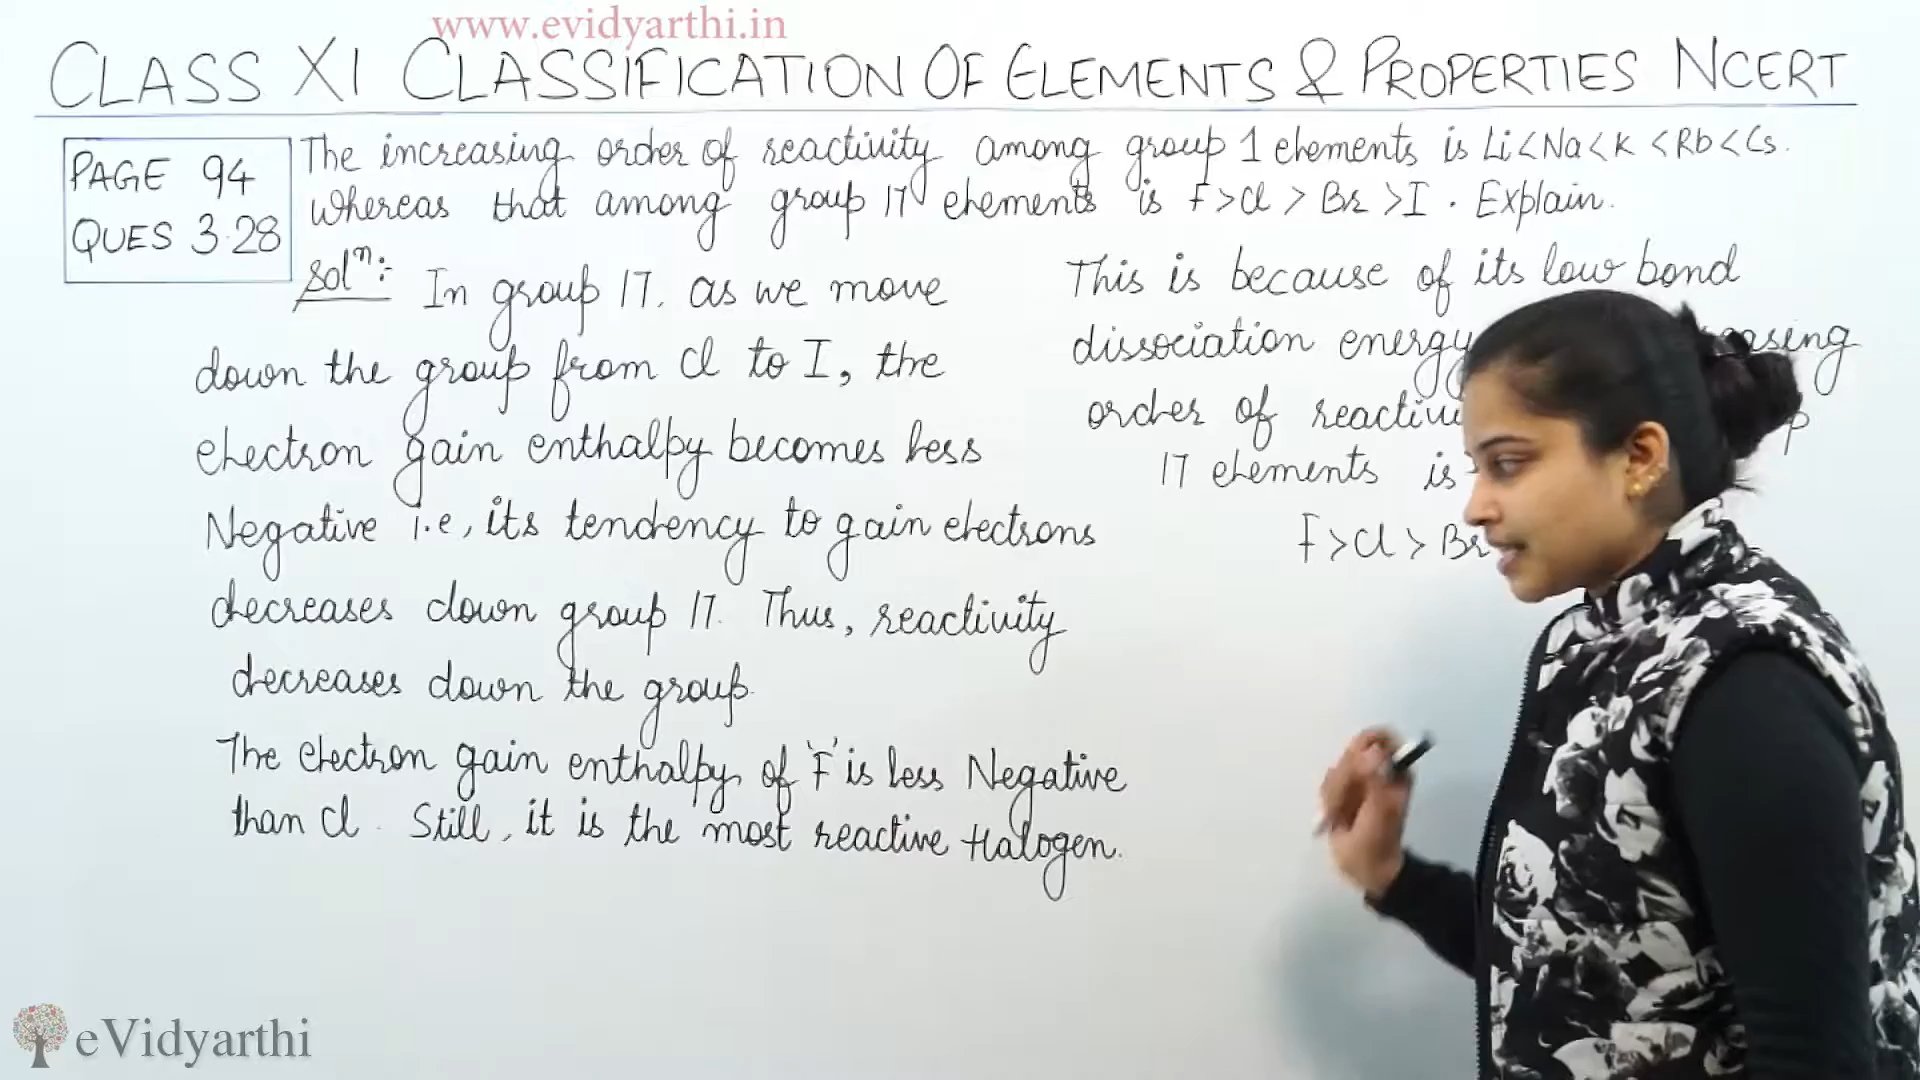 www.evidyarthi.in
CLASS XI CLASSIFICATION OF ELEMENTS & PROPERTIES NCERT
PAGE 94
QUES 3.28
The increasing order of reactivity among group 1 elements is Li < Na < K < Rb < Cs.
Whereas that among group 17 elements is F > Cl > Br > I . Explain.
Solⁿ:-
In group 17. as we move
down the group from Cl to I, the
electron gain enthalpy becomes less
Negative i.e, its tendency to gain electrons
decreases down group 17. Thus, reactivity
decreases down the group.
The electron gain enthalpy of 'F' is less Negative
than Cl. Still, it is the most reactive Halogen.
This is because of its low bond
dissociation energy
order of
17 elements is
F > Cl > Br
eVidyarthi